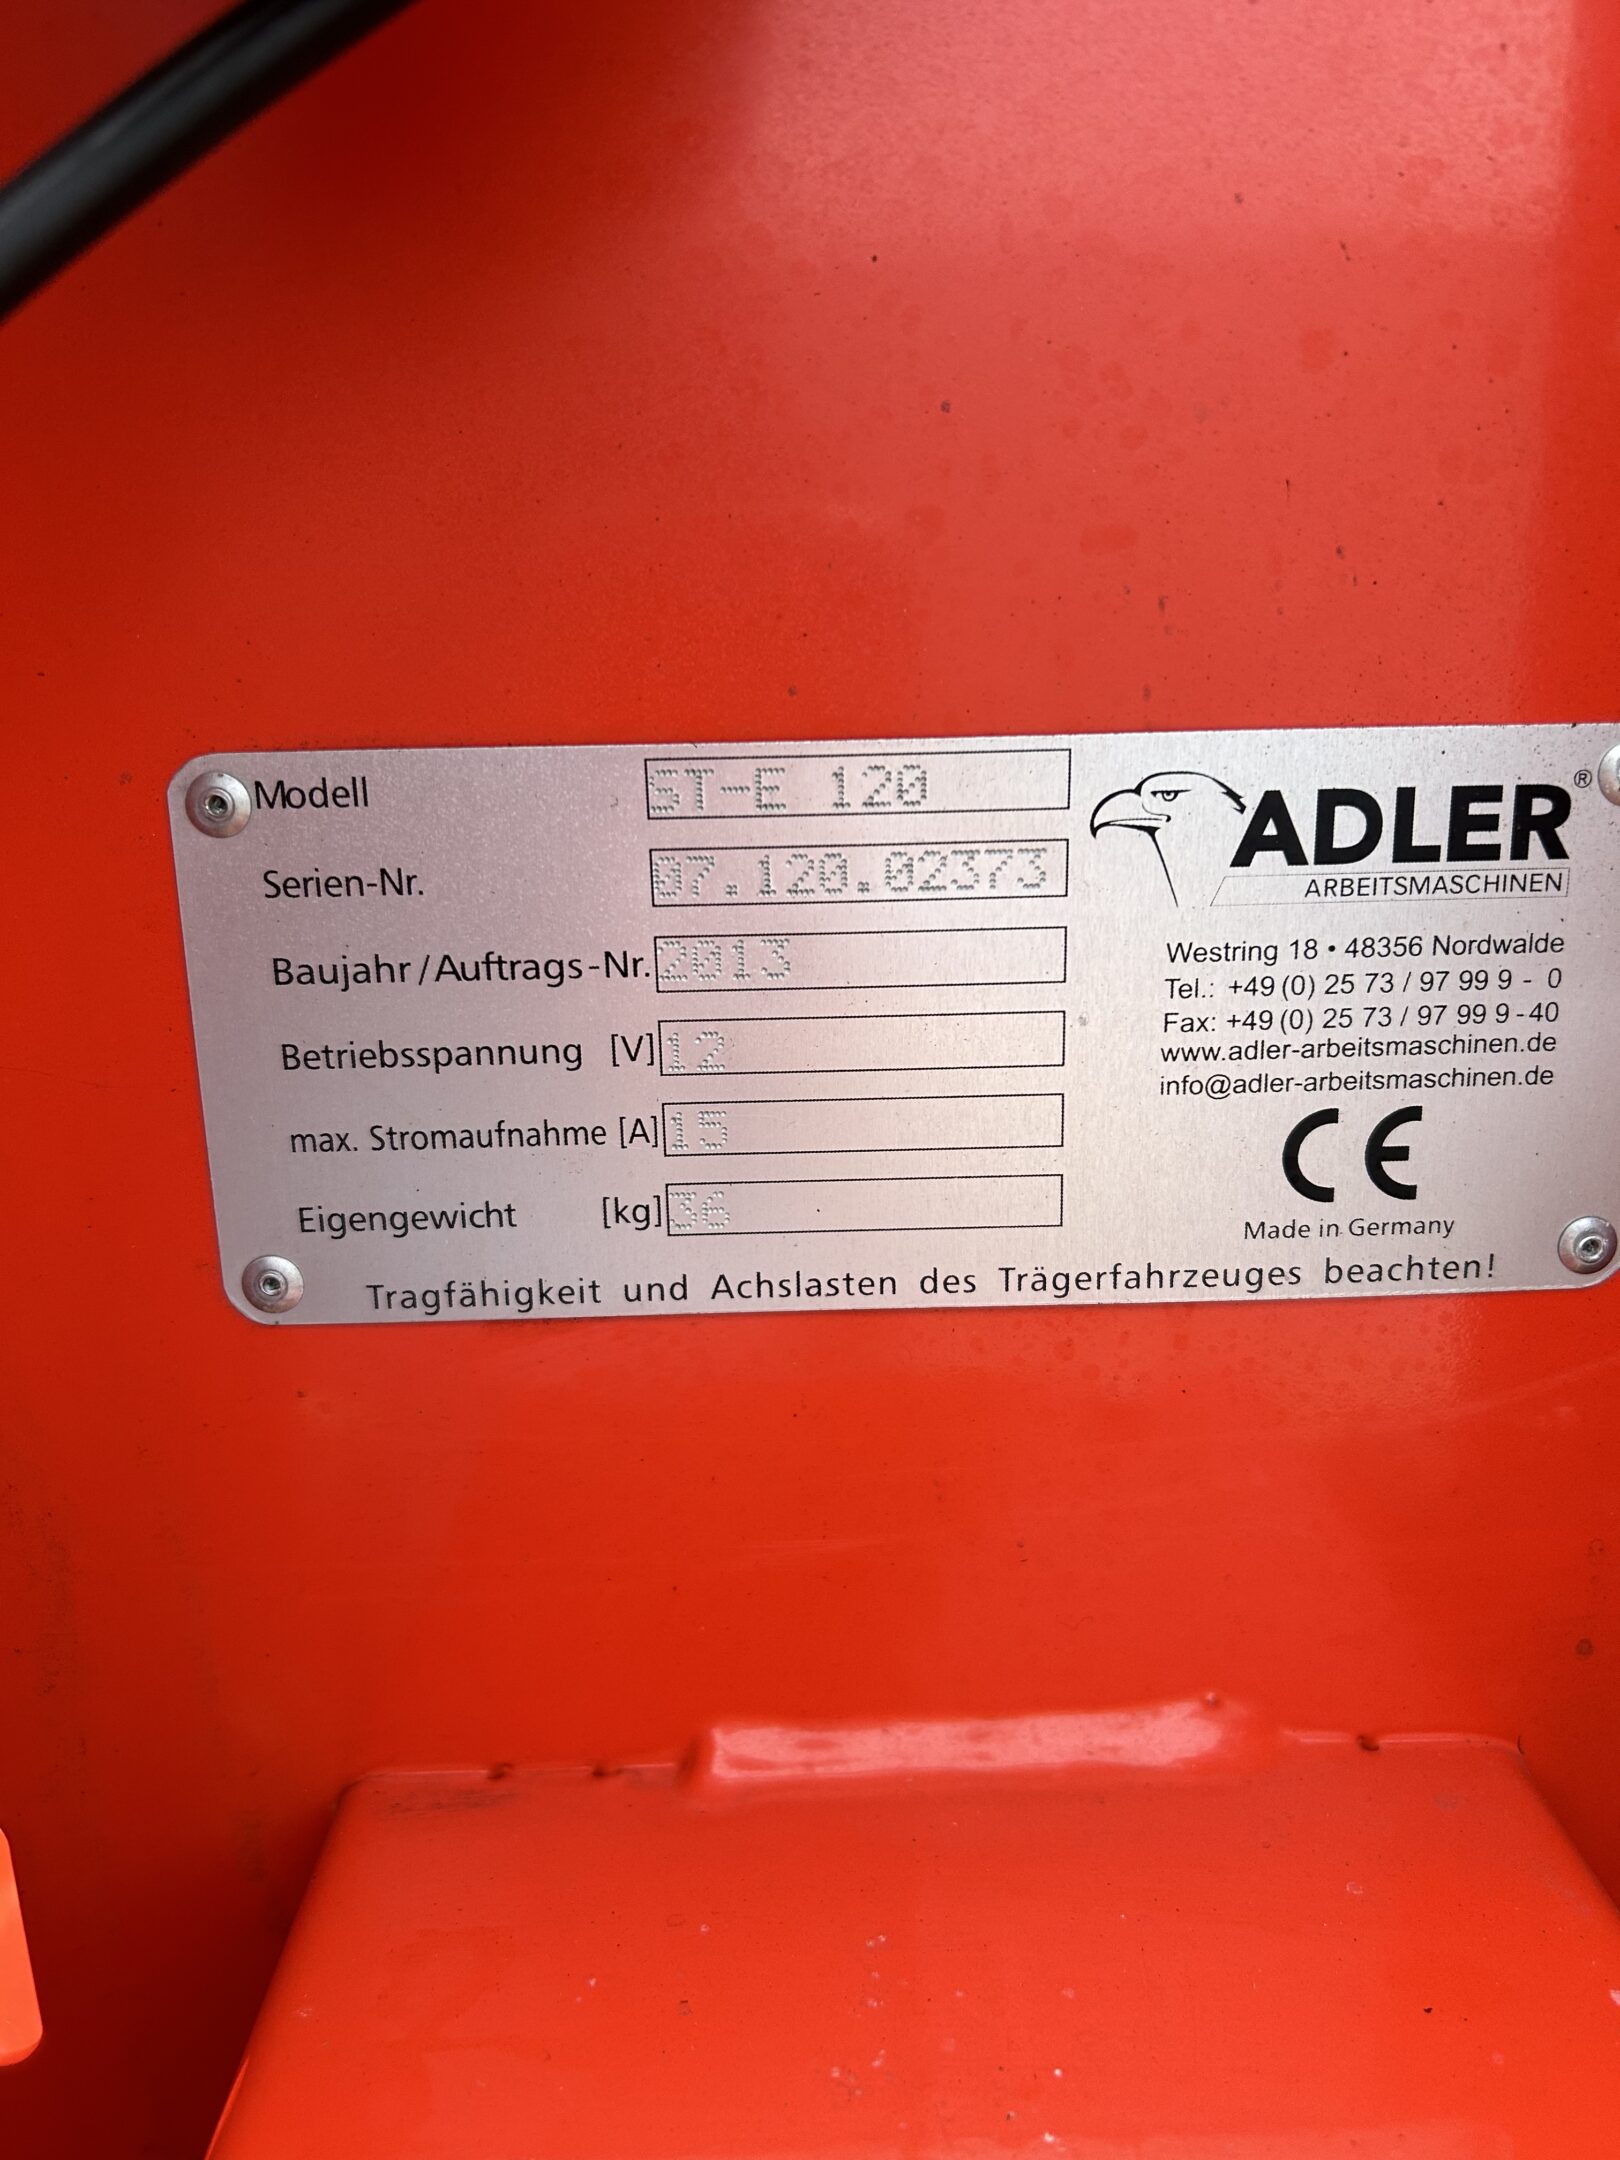 Modell ST-E 120
Serien-Nr. 07.120.02373
Baujahr/Auftrags-Nr. 2013
Betriebsspannung [V] 12
max. Stromaufnahme [A] 15
Eigengewicht [kg] 36
ADLER®
ARBEITSMASCHINEN
Westring 18 • 48356 Nordwalde
Tel.: +49 (0) 25 73 / 97 99 9 - 0
Fax: +49 (0) 25 73 / 97 99 9-40
www.adler-arbeitsmaschinen.de
info@adler-arbeitsmaschinen.de
CE
Made in Germany
Tragfähigkeit und Achslasten des Trägerfahrzeuges beachten!